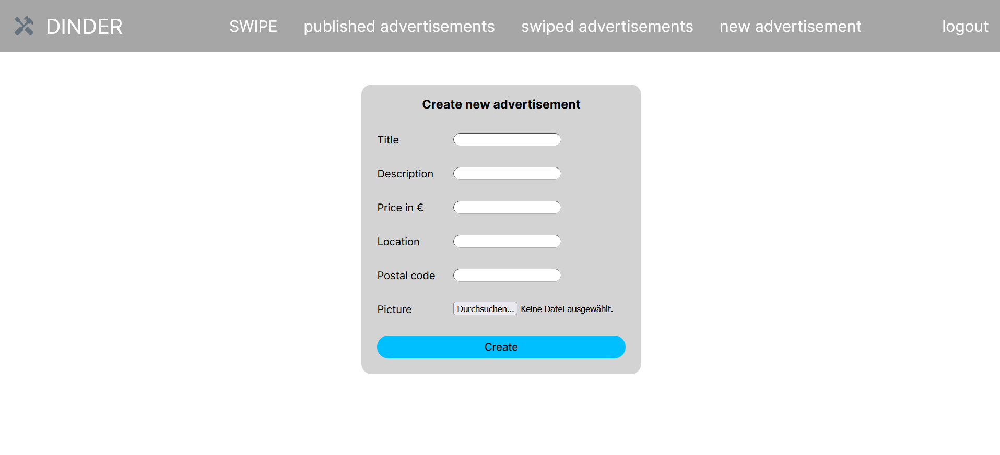 DINDER SWIPE published advertisements swiped advertisements new advertisement logout
Create new advertisement
Title
Description
Price in €
Location
Postal code
Picture Durchsuchen... Keine Datei ausgewählt.
Create